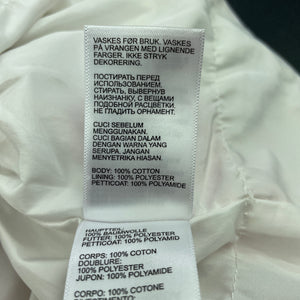 VASKES FØR BRUK. VASKES
PÅ VRANGEN MED LIGNENDE
FARGER. IKKE STRYK
DEKORERING.
ПОСТИРАТЬ ПЕРЕД
ИСПОЛЬЗОВАНИЕМ.
СТИРАТЬ, ВЫВЕРНУВ
НАИЗНАНКУ, С ВЕЩАМИ
ПОДОБНОЙ РАСЦВЕТКИ
НЕ ГЛАДИТЬ ОРНАМЕНТ.
CUCI SEBELUM
MENGGUNAKAN.
CUCI BAGIAN DALAM
DENGAN WARNA YANG
SERUPA. JANGAN
MENYETRIKA HIASAN.
BODY: 100% COTTON
LINING: 100% POLYESTER
PETTICOAT: 100% POLYAMIDE
HAUPTTEIL:
100% BAUMWOLLE
FUTTER: 100% POLYESTER
PETTICOAT: 100% POLYAMID
CORPS: 100% COTON
DOUBLURE:
100% POLYESTER
JUPON: 100% POLYAMIDE
CORPO: 100% COTONE